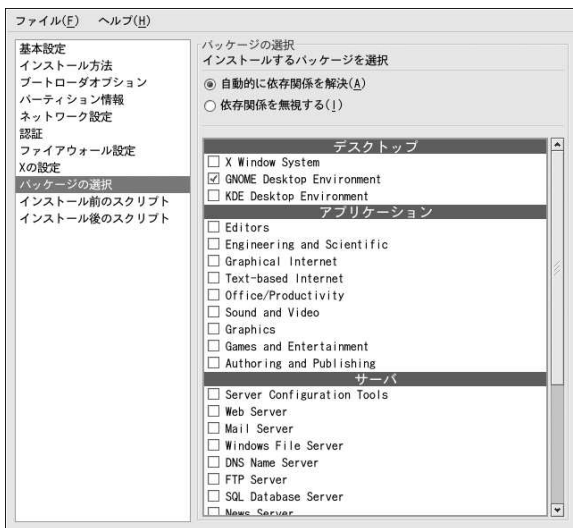 ファイル(F) ヘルプ(H)
基本設定
インストール方法
ブートローダオプション
パーティション情報
ネットワーク設定
認証
ファイアウォール設定
Xの設定
パッケージの選択
インストール前のスクリプト
インストール後のスクリプト
パッケージの選択
インストールするパッケージを選択
自動的に依存関係を解決(A)
依存関係を無視する(I)
デスクトップ
X Window System
GNOME Desktop Environment
KDE Desktop Environment
アプリケーション
Editors
Engineering and Scientific
Graphical Internet
Text-based Internet
Office/Productivity
Sound and Video
Graphics
Games and Entertainment
Authoring and Publishing
サーバ
Server Configuration Tools
Web Server
Mail Server
Windows File Server
DNS Name Server
FTP Server
SQL Database Server
News Server